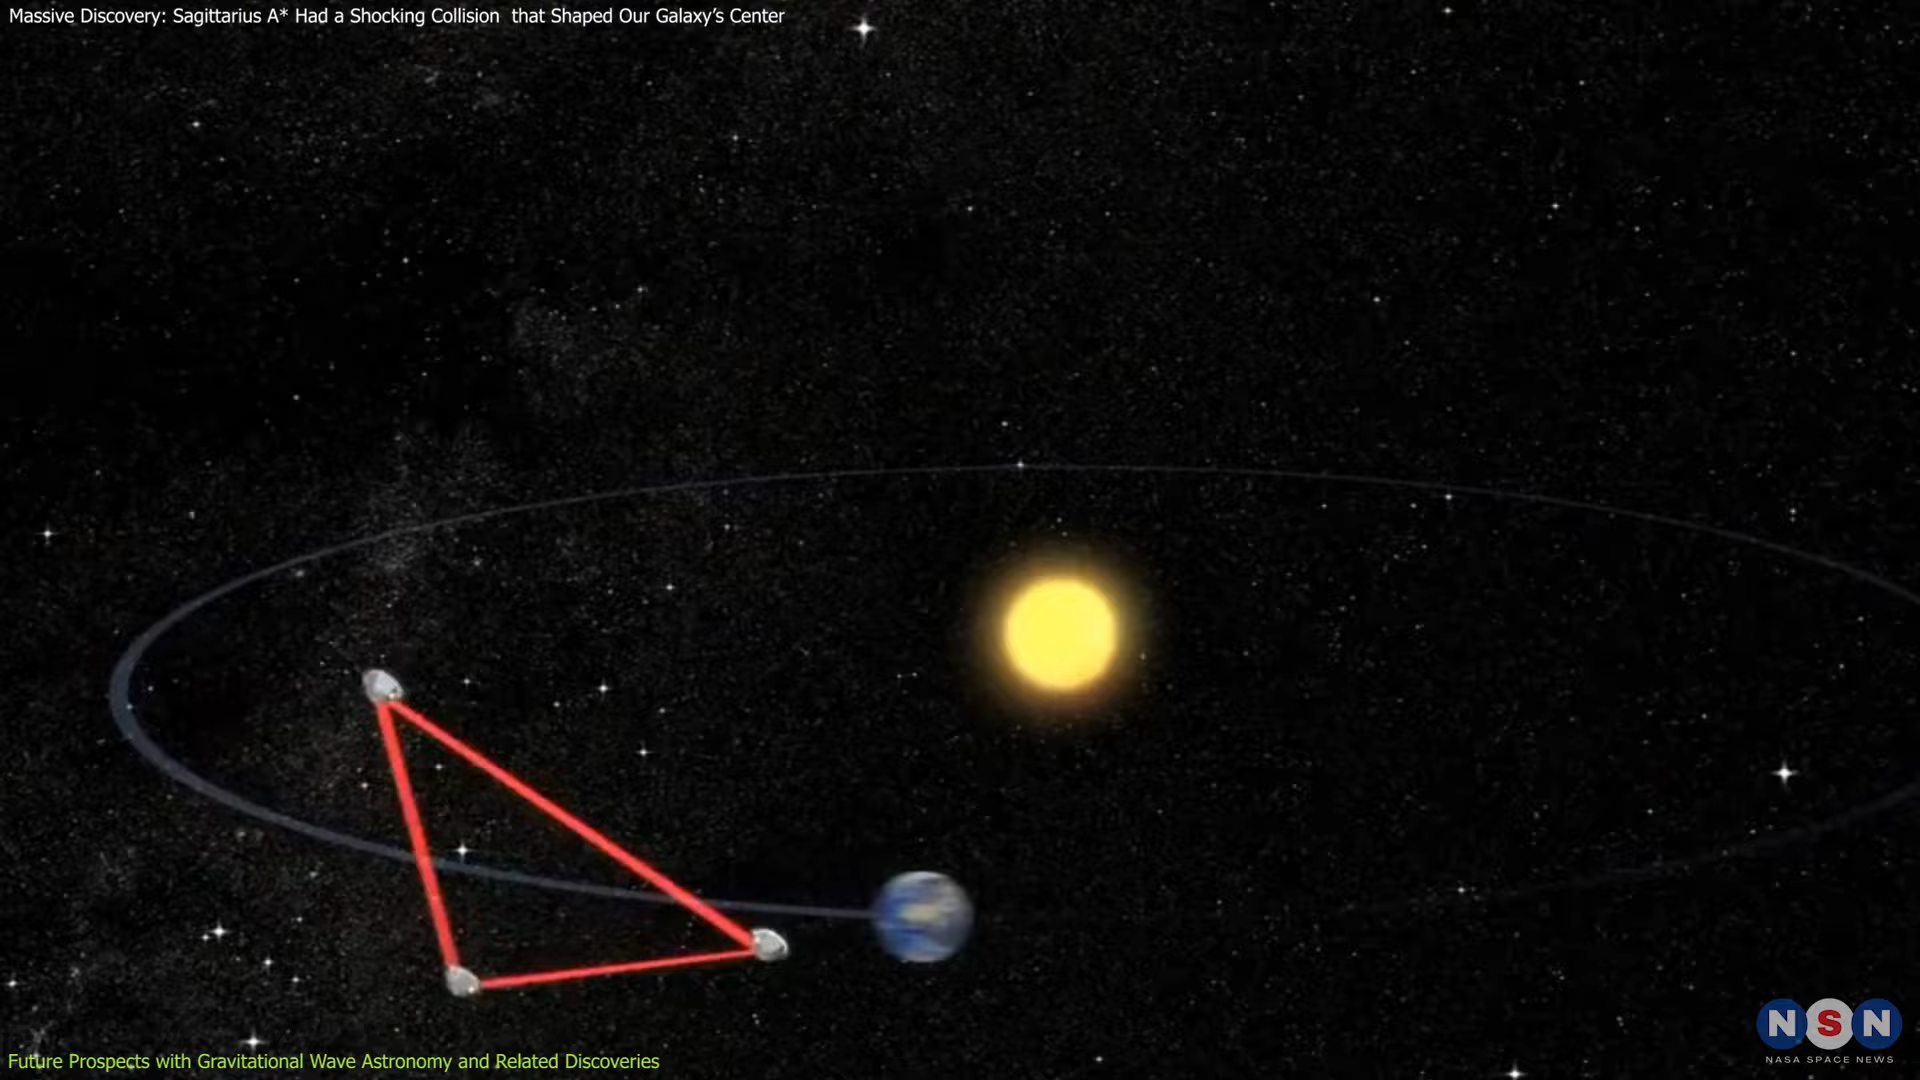 Massive Discovery: Sagittarius A* Had a Shocking Collision  that Shaped Our Galaxy’s Center
Future Prospects with Gravitational Wave Astronomy and Related Discoveries
NSN
NASA SPACE NEWS